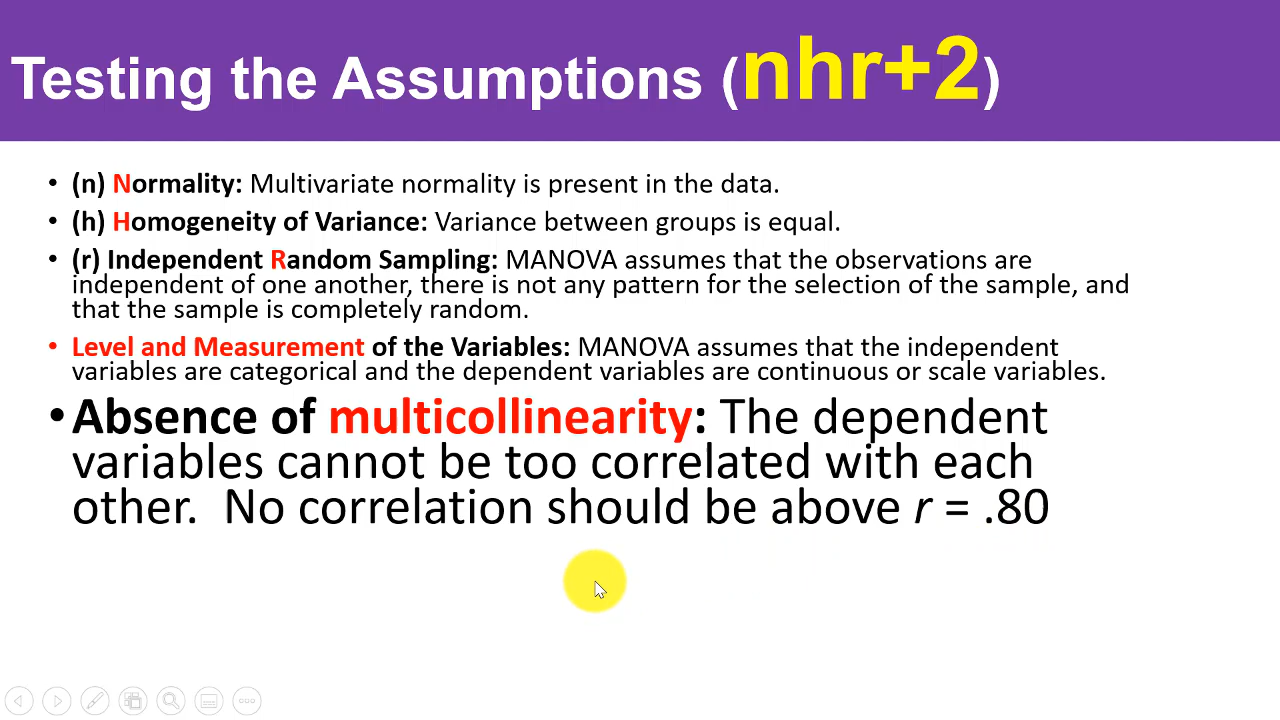 Testing the Assumptions (nhr+2)
• (n) Normality: Multivariate normality is present in the data.
• (h) Homogeneity of Variance: Variance between groups is equal.
• (r) Independent Random Sampling: MANOVA assumes that the observations are
independent of one another, there is not any pattern for the selection of the sample, and
that the sample is completely random.
• Level and Measurement of the Variables: MANOVA assumes that the independent
variables are categorical and the dependent variables are continuous or scale variables.
• Absence of multicollinearity: The dependent
variables cannot be too correlated with each
other. No correlation should be above r = .80